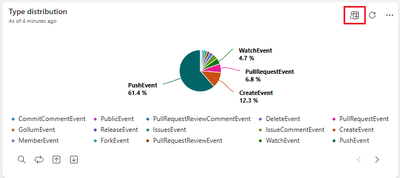 Type distribution
As of 4 minutes ago
WatchEvent
4.7 %
PullRequestEvent
6.8 %
CreateEvent
12.3 %
PushEvent
61.4 %
CommitCommentEvent PublicEvent PullRequestReviewCommentEvent DeleteEvent PullRequestEvent
GollumEvent ReleaseEvent IssuesEvent IssueCommentEvent CreateEvent
MemberEvent ForkEvent PullRequestReviewEvent WatchEvent PushEvent